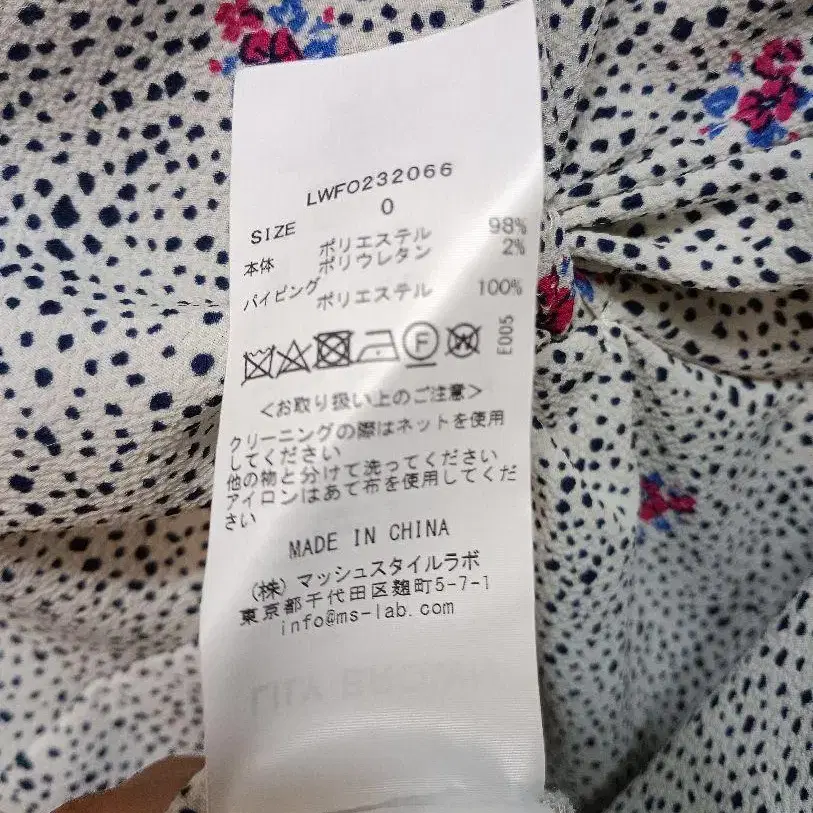 LWFO232066
SIZE 0
本体 ポリエステル 98%
ポリウレタン 2%
パイピング ポリエステル 100%
F W
E005
<お取り扱い上のご注意>
クリーニングの際はネットを使用
してください
他の物と分けて洗ってください
アイロンはあて布を使用してくだ
さい
MADE IN CHINA
(株)マッシュスタイルラボ
東京都千代田区麹町5-7-1
info@ms-lab.com